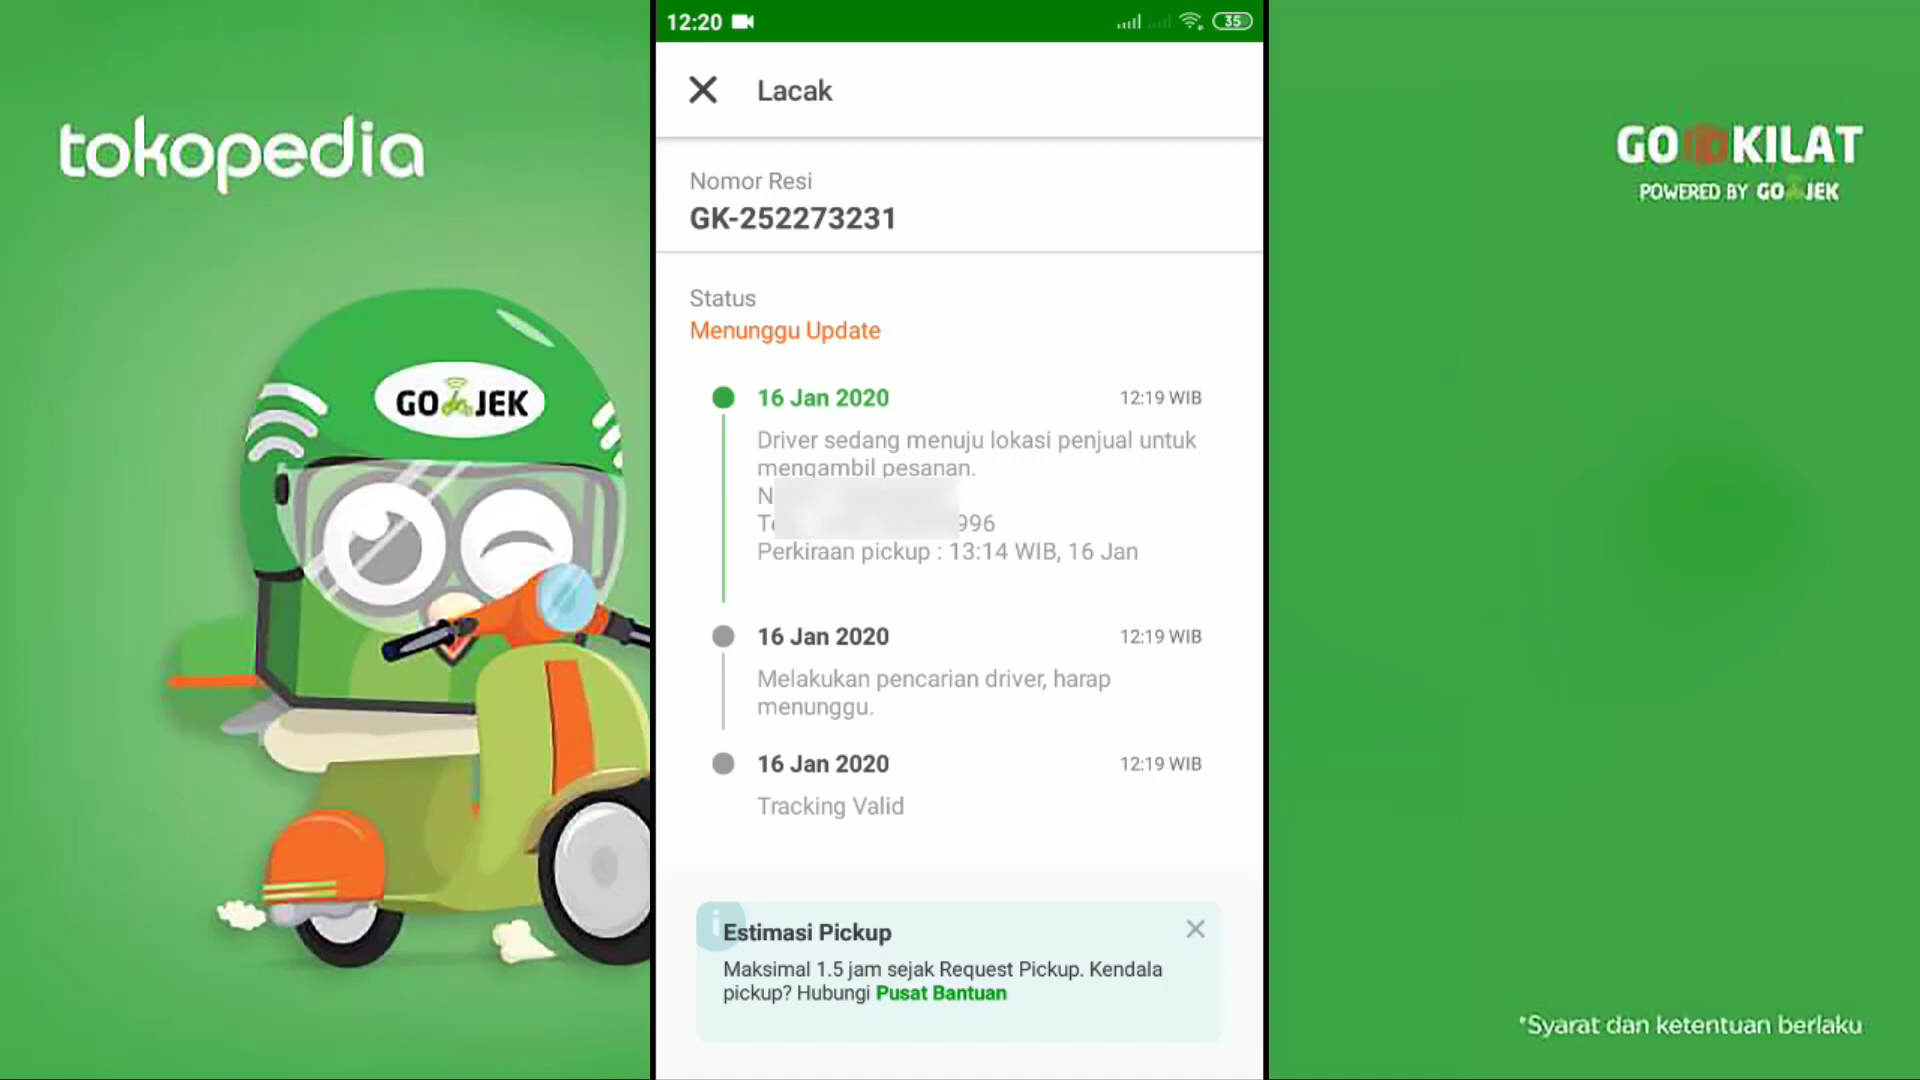 tokopedia
GO KILAT
POWERED BY GO JEK
GO JEK
12:20
35
Lacak
Nomor Resi
GK-252273231
Status
Menunggu Update
16 Jan 2020
12:19 WIB
Driver sedang menuju lokasi penjual untuk
mengambil pesanan.
996
Perkiraan pickup : 13:14 WIB, 16 Jan
16 Jan 2020
12:19 WIB
Melakukan pencarian driver, harap
menunggu.
16 Jan 2020
12:19 WIB
Tracking Valid
Estimasi Pickup
Maksimal 1.5 jam sejak Request Pickup. Kendala
pickup? Hubungi Pusat Bantuan
*Syarat dan ketentuan berlaku